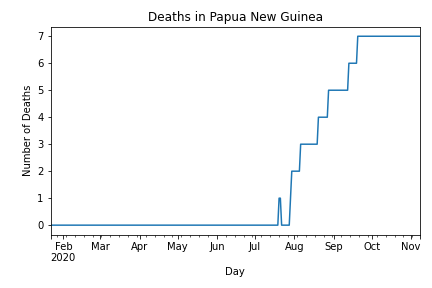 Deaths in Papua New Guinea
Number of Deaths
7
6
5
4
3
2
1
0
Feb Mar Apr May Jun Jul Aug Sep Oct Nov
2020
Day